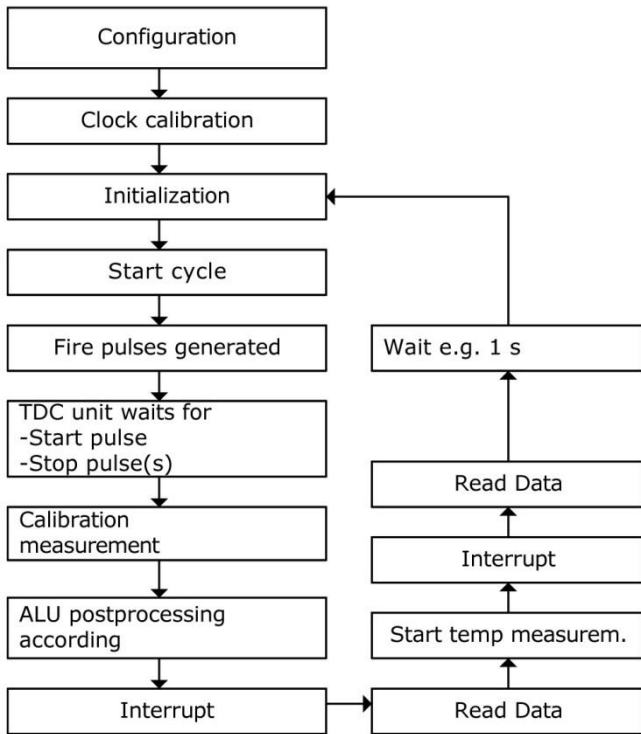 Configuration
Clock calibration
Initialization
Start cycle
Fire pulses generated
TDC unit waits for
-Start pulse
-Stop pulse(s)
Calibration
measurement
ALU postprocessing
according
Interrupt
Read Data
Start temp measurem.
Interrupt
Read Data
Wait e.g. 1 s